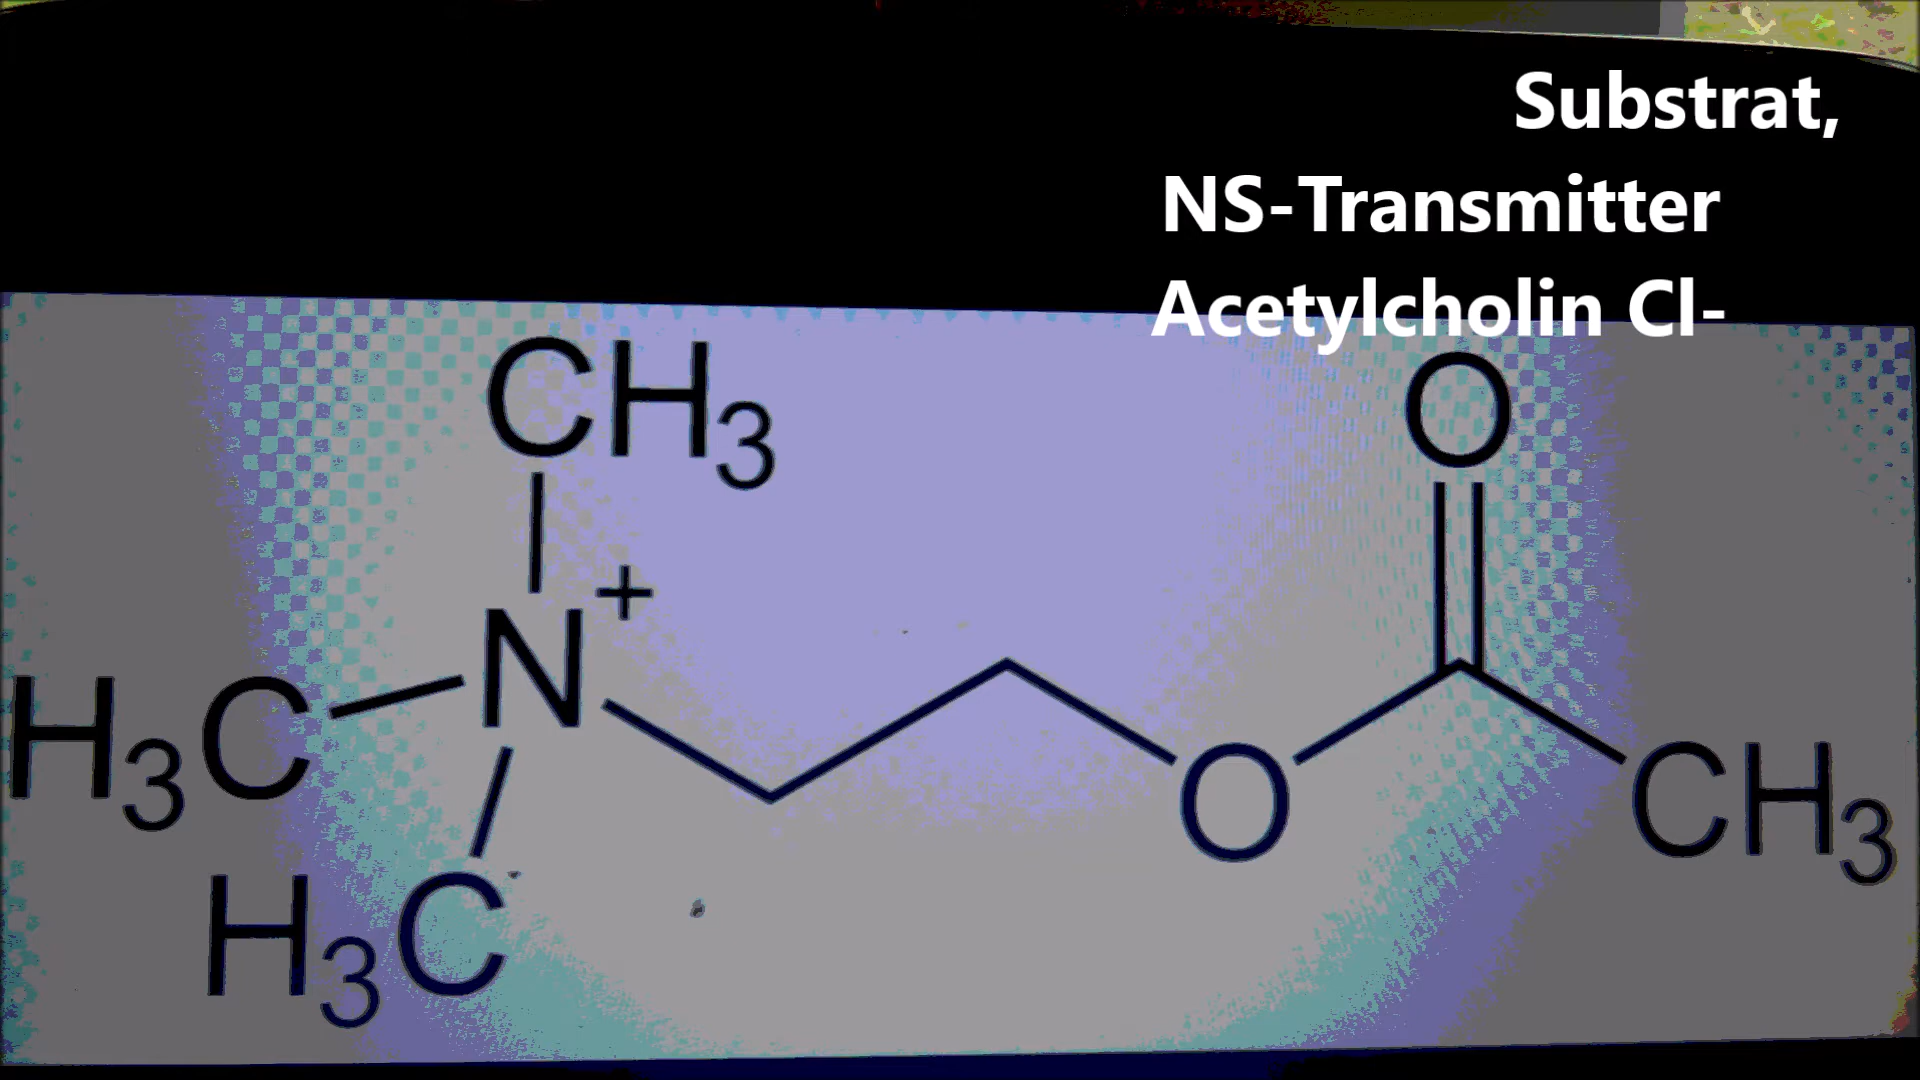 Substrat,
NS-Transmitter
Acetylcholin Cl-
CH3
O
N+
H3C
O
CH3
H3C